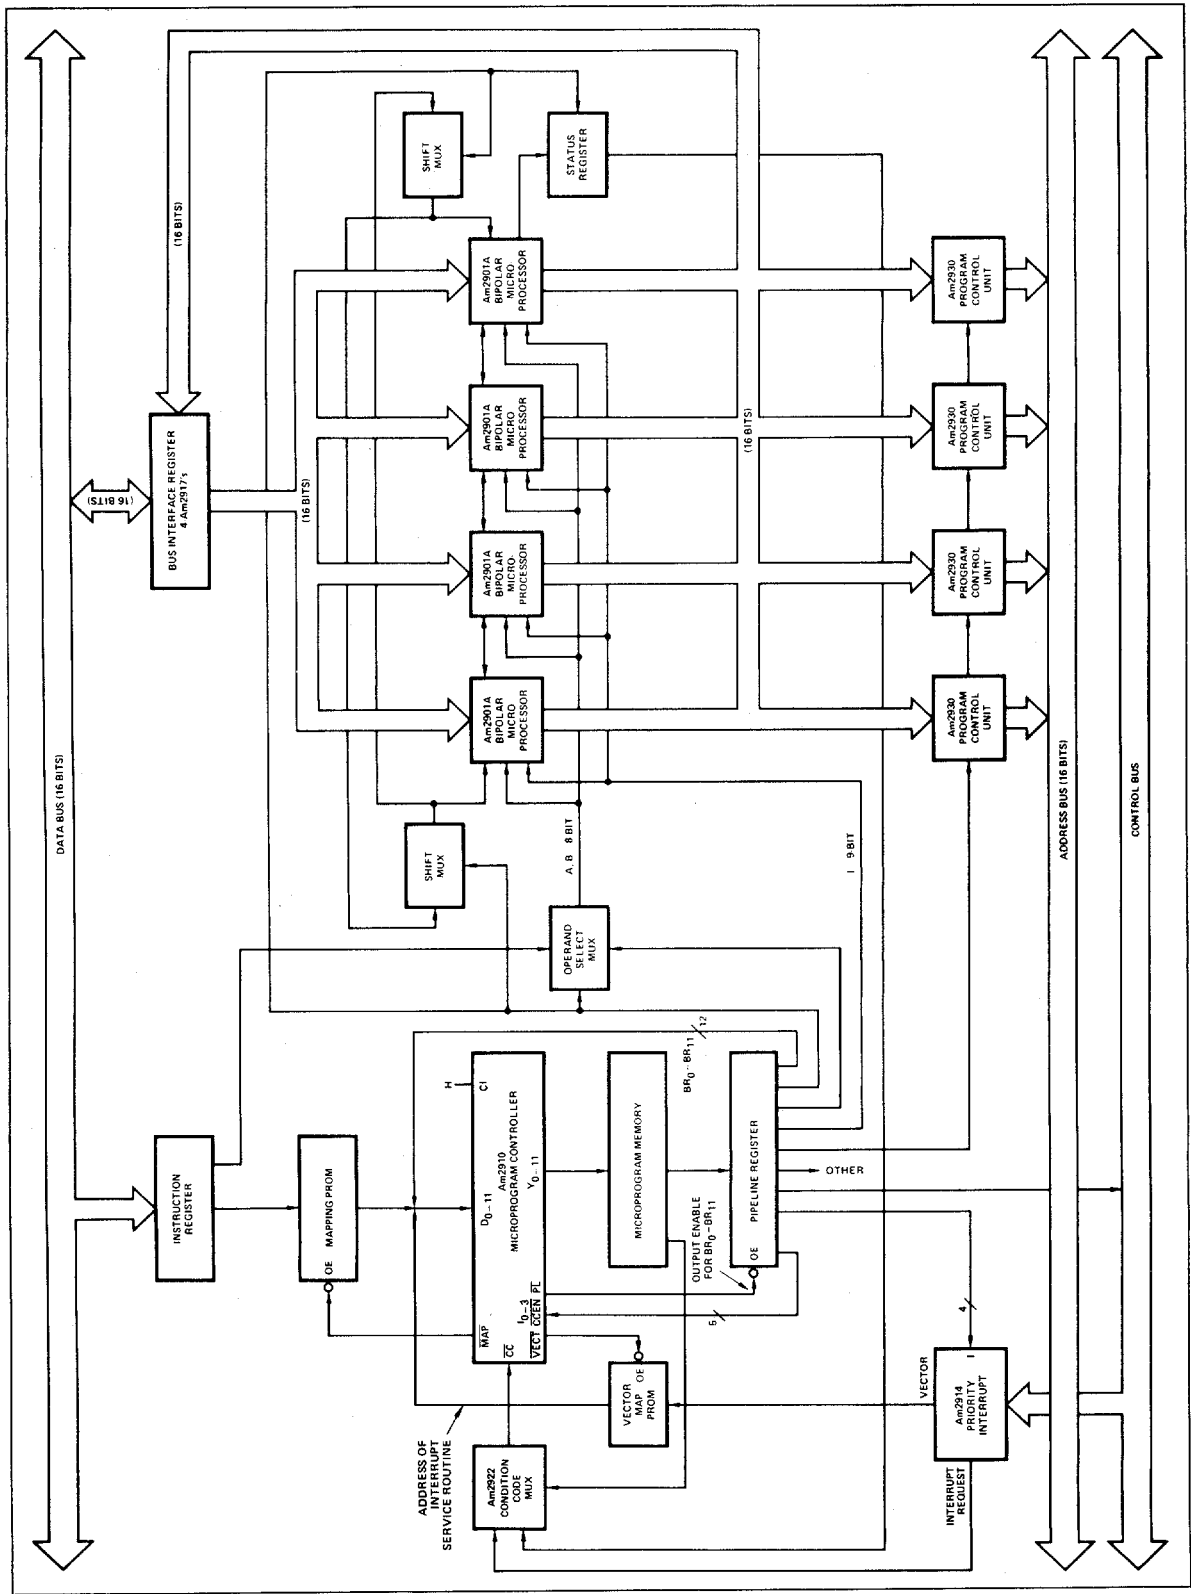 DATA BUS (16 BITS)
(16 BITS)
BUS INTERFACE REGISTER
4 Am2917's
(16 BITS)
(16 BITS)
SHIFT
MUX
STATUS
REGISTER
Am2901A
BIPOLAR
MICRO
PROCESSOR
Am2901A
BIPOLAR
MICRO
PROCESSOR
Am2901A
BIPOLAR
MICRO-
PROCESSOR
Am2901A
BIPOLAR
MICRO
PROCESSOR
(16 BITS)
Am2930
PROGRAM
CONTROL
UNIT
Am2930
PROGRAM
CONTROL
UNIT
Am2930
PROGRAM
CONTROL
UNIT
Am2930
PROGRAM
CONTROL
UNIT
SHIFT
MUX
A, B 8 BIT
I 9-BIT
OPERAND
SELECT
MUX
INSTRUCTION
REGISTER
OE MAPPING PROM
H
CI
D0-11
Am2910
MICROPROGRAM CONTROLLER
Y0-11
MAP
CC
VECT CCEN PL
I0-3
BR0-BR11
12
MICROPROGRAM MEMORY
OUTPUT ENABLE
FOR BR0-BR11
OE PIPELINE REGISTER
OTHER
5
4
VECTOR
MAP OE
PROM
ADDRESS OF
INTERRUPT
SERVICE ROUTINE
Am2922
CONDITION
CODE
MUX
VECTOR
Am2914
PRIORITY
INTERRUPT
I
INTERRUPT
REQUEST
ADDRESS BUS (16 BITS)
CONTROL BUS